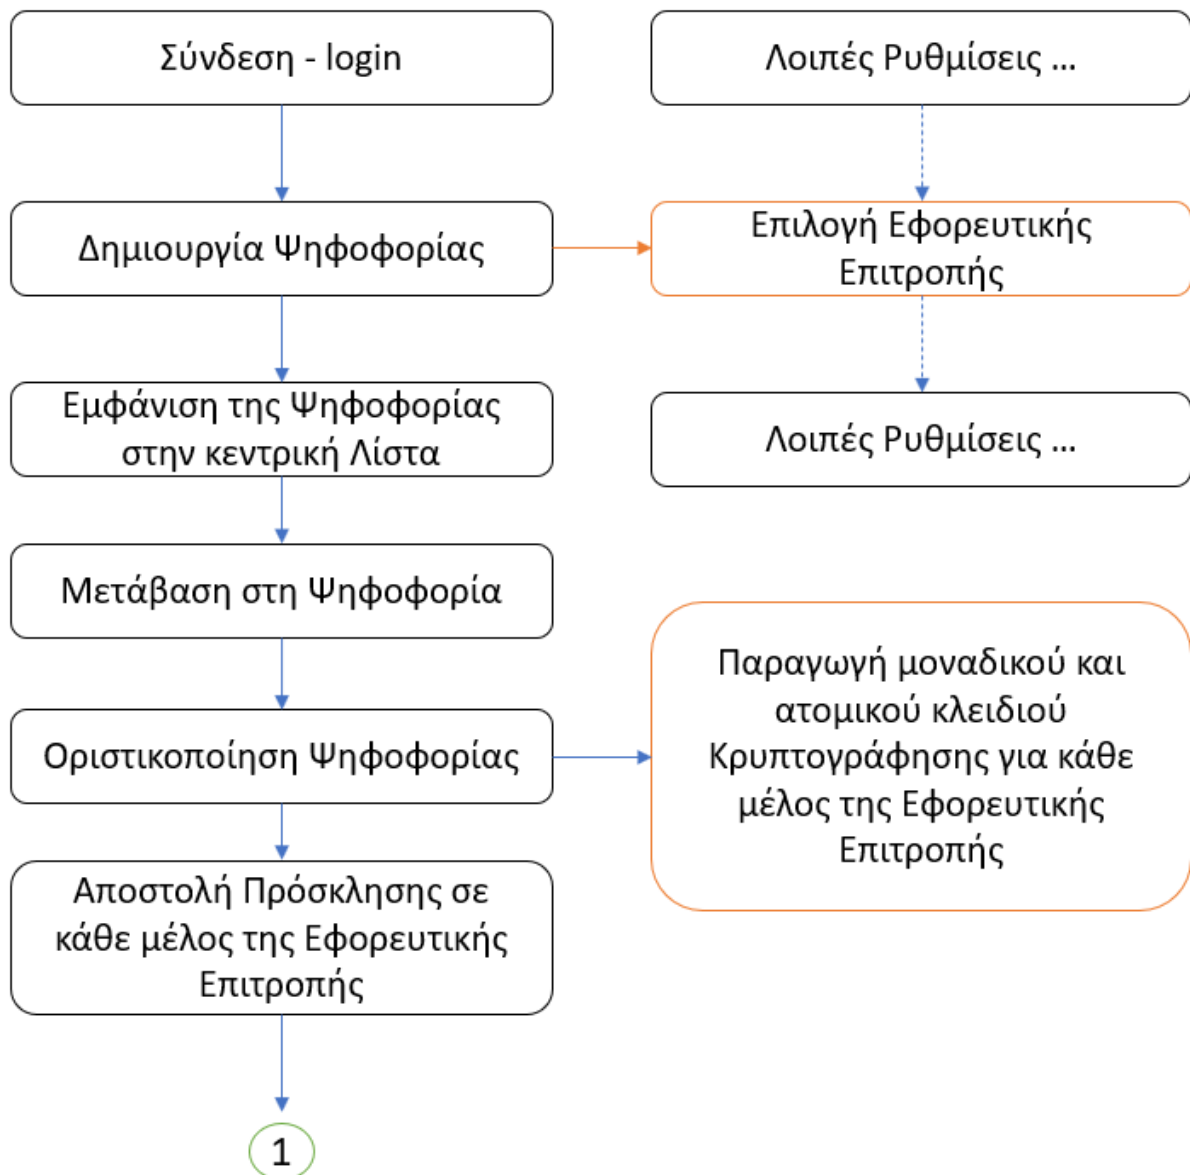 Σύνδεση - login
Λοιπές Ρυθμίσεις ...
Δημιουργία Ψηφοφορίας
Επιλογή Εφορευτικής
Επιτροπής
Εμφάνιση της Ψηφοφορίας
στην κεντρική Λίστα
Λοιπές Ρυθμίσεις ...
Μετάβαση στη Ψηφοφορία
Οριστικοποίηση Ψηφοφορίας
Παραγωγή μοναδικού και
ατομικού κλειδιού
Κρυπτογράφησης για κάθε
μέλος της Εφορευτικής
Επιτροπής
Αποστολή Πρόσκλησης σε
κάθε μέλος της Εφορευτικής
Επιτροπής
1